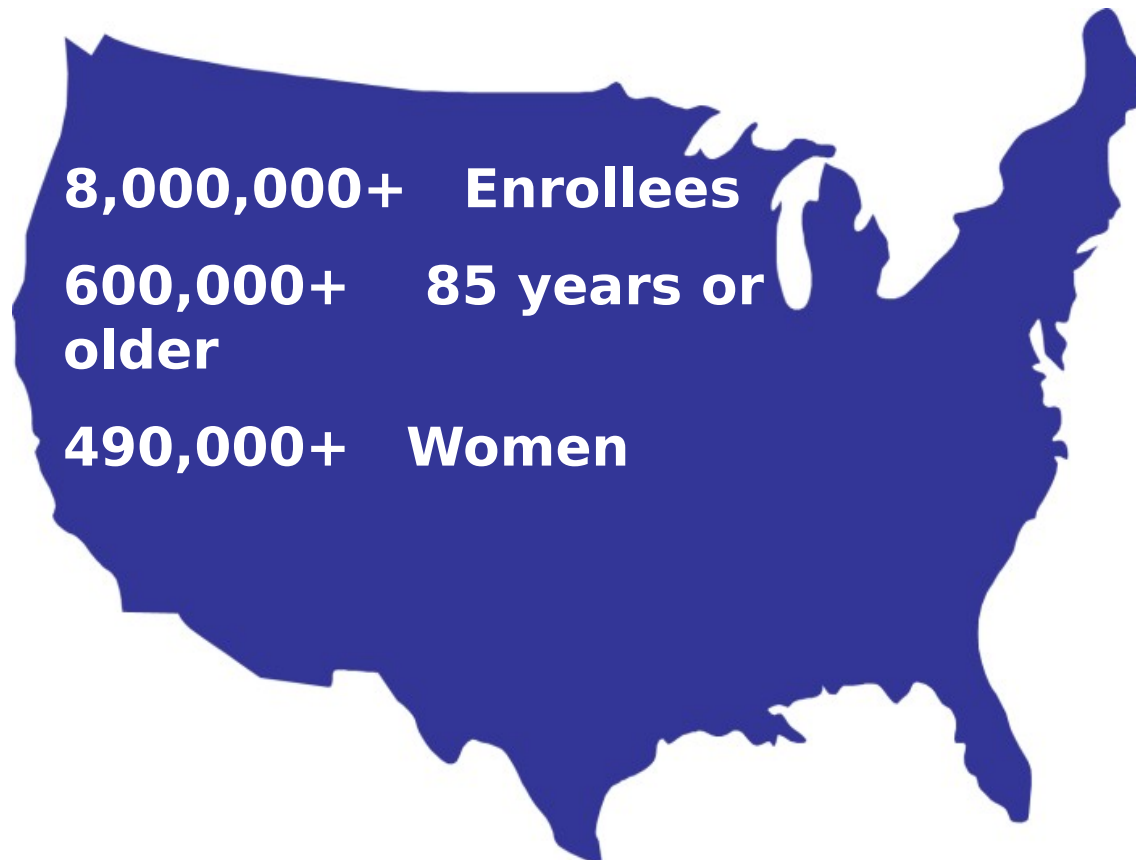 8,000,000+ Enrollees
600,000+ 85 years or
older
490,000+ Women